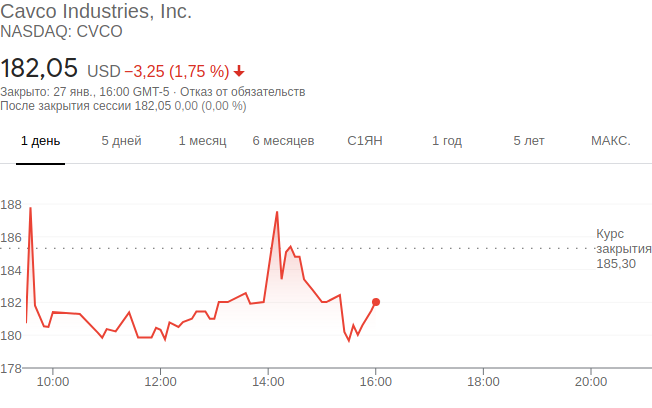 Cavco Industries, Inc.
NASDAQ: CVCO
182,05 USD −3,25 (1,75 %)
Закрыто: 27 янв., 16:00 GMT-5 · Отказ от обязательств
После закрытия сессии 182,05 0,00 (0,00 %)
1 день 5 дней 1 месяц 6 месяцев С1ЯН 1 год 5 лет МАКС.
188
186
184
182
180
178
Курс
закрытия
185,30
10:00 12:00 14:00 16:00 18:00 20:00